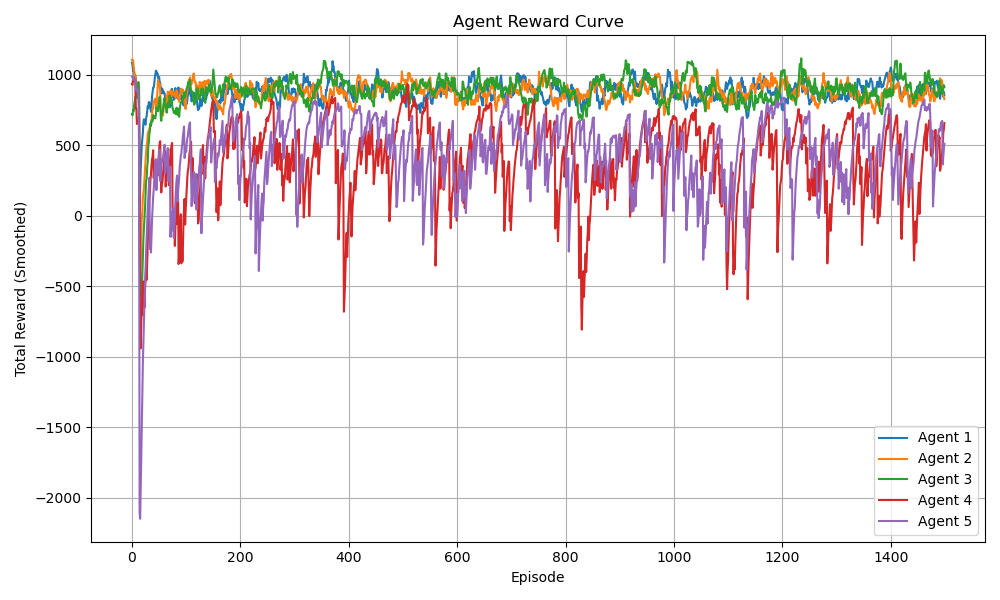 Agent Reward Curve
Total Reward (Smoothed)
1000
500
0
−500
−1000
−1500
−2000
0 200 400 600 800 1000 1200 1400
Episode
Agent 1
Agent 2
Agent 3
Agent 4
Agent 5